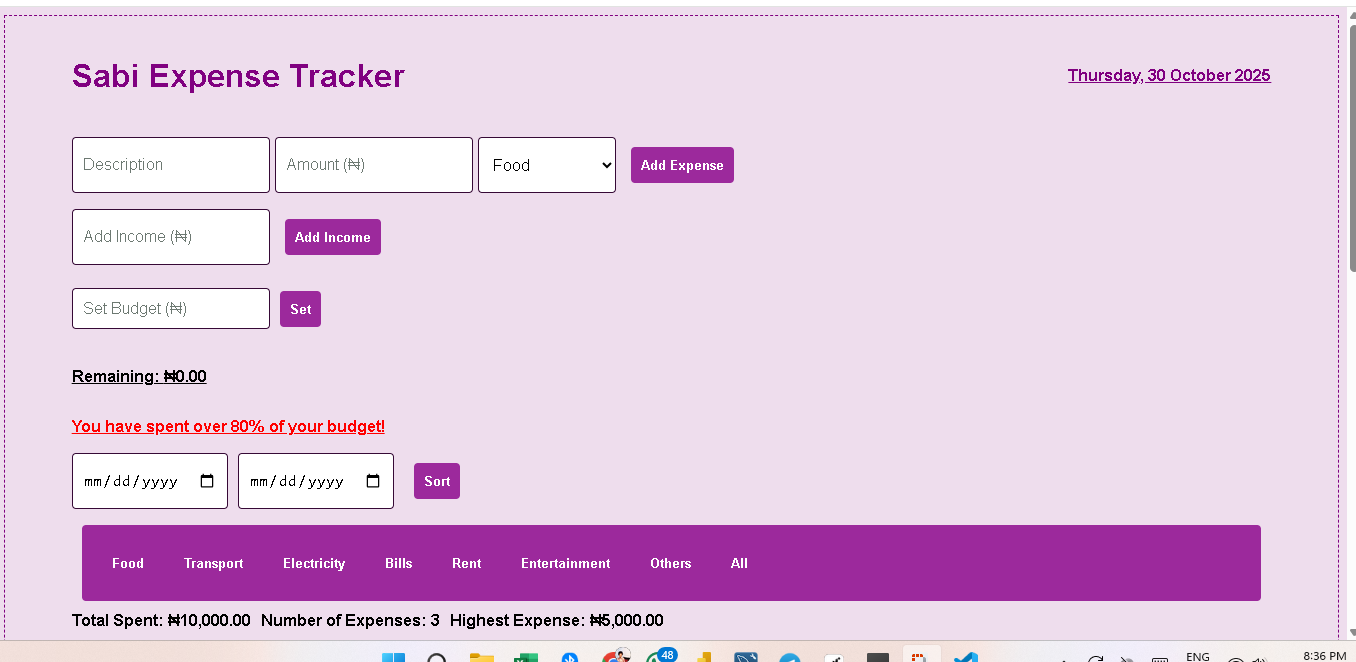 Sabi Expense Tracker
Thursday, 30 October 2025
Description Amount (₦) Food Add Expense
Add Income (₦) Add Income
Set Budget (₦) Set
Remaining: ₦0.00
You have spent over 80% of your budget!
mm/dd/yyyy mm/dd/yyyy Sort
Food Transport Electricity Bills Rent Entertainment Others All
Total Spent: ₦10,000.00 Number of Expenses: 3 Highest Expense: ₦5,000.00
48
ENG
8:36 PM